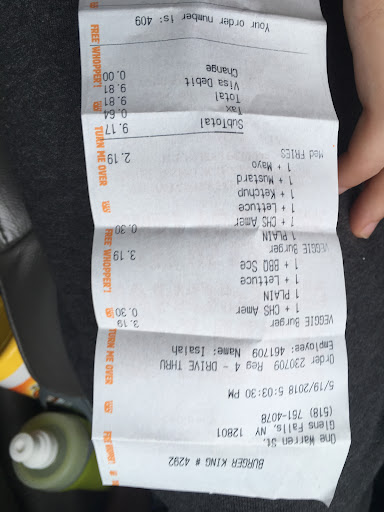 BURGER KING # 4292
One Warren St.
Glens Falls, NY 12801
(518) 751-4078
5/19/2018 5:03:30 PM
Order 230709 Reg 4 - DRIVE THRU
Employee: 461709 Name: Isaiah
VEGGIE Burger 3.19
1 + CHS Amer 0.30
1 PLAIN
1 + Lettuce
1 + BBQ Sce
VEGGIE Burger 3.19
1 PLAIN
1 + CHS Amer 0.30
1 + Lettuce
1 + Ketchup
1 + Mustard
1 + Mayo
Med FRIES 2.19
Subtotal 9.17
Tax 0.64
Total 9.81
Visa Debit 9.81
Change 0.00
Your order number is: 409
FREE WHOPPER! TURN ME OVER FREE WHOPPER! TURN ME OVER